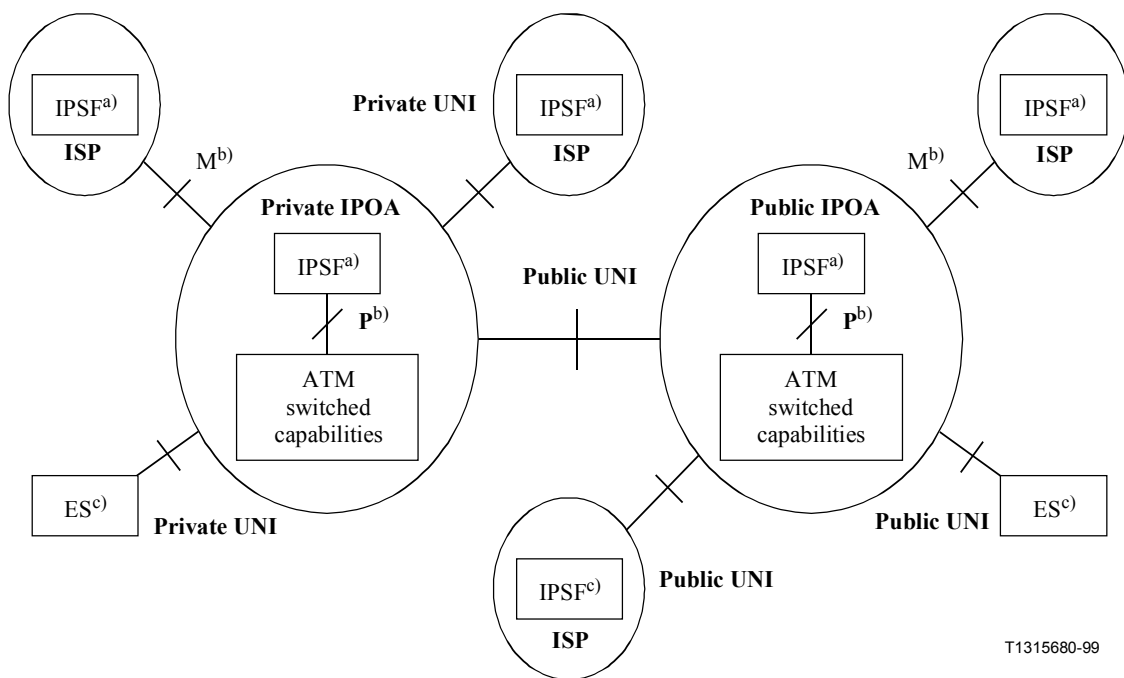 IPSFa)
ISP
Mb)
Private UNI
IPSFa)
ISP
IPSFa)
ISP
Mb)
Private IPOA
IPSFa)
Pb)
ATM
switched
capabilities
Public UNI
Public IPOA
IPSFa)
Pb)
ATM
switched
capabilities
ESc)
Private UNI
IPSFc)
ISP
Public UNI
Public UNI
ESc)
T1315680-99